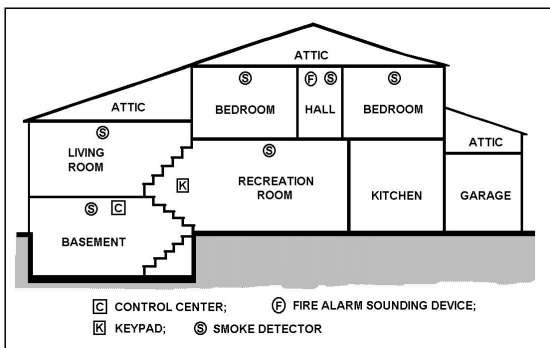 ATTIC
S
F S
S
BEDROOM
HALL
BEDROOM
ATTIC
S
LIVING
ROOM
S
ATTIC
K
RECREATION
ROOM
KITCHEN
GARAGE
S
C
BASEMENT
C CONTROL CENTER; F FIRE ALARM SOUNDING DEVICE;
K KEYPAD; S SMOKE DETECTOR